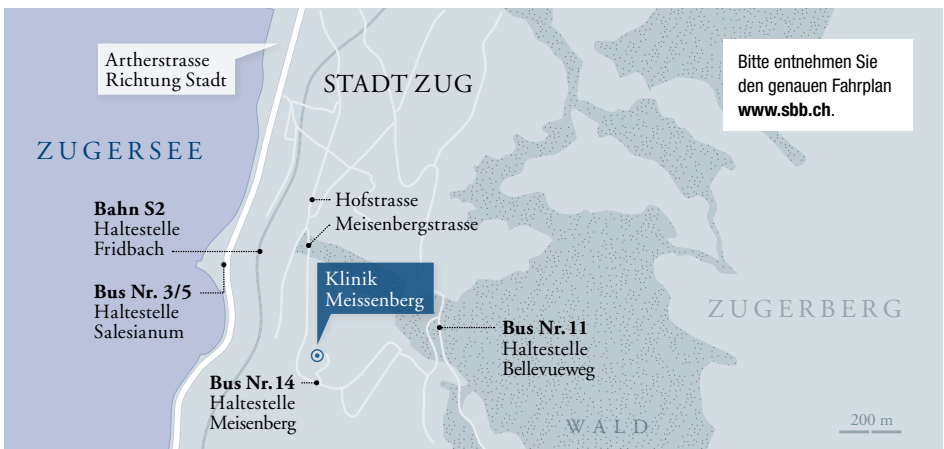 Artherstrasse
Richtung Stadt
STADT ZUG
Bitte entnehmen Sie
den genauen Fahrplan
www.sbb.ch.
ZUGERSEE
Bahn S2
Haltestelle
Fridbach
Hofstrasse
Meisenbergstrasse
Klinik
Meissenberg
Bus Nr. 3/5
Haltestelle
Salesianum
ZUGERBERG
Bus Nr. 11
Haltestelle
Bellevueweg
Bus Nr. 14
Haltestelle
Meisenberg
WALD
200 m